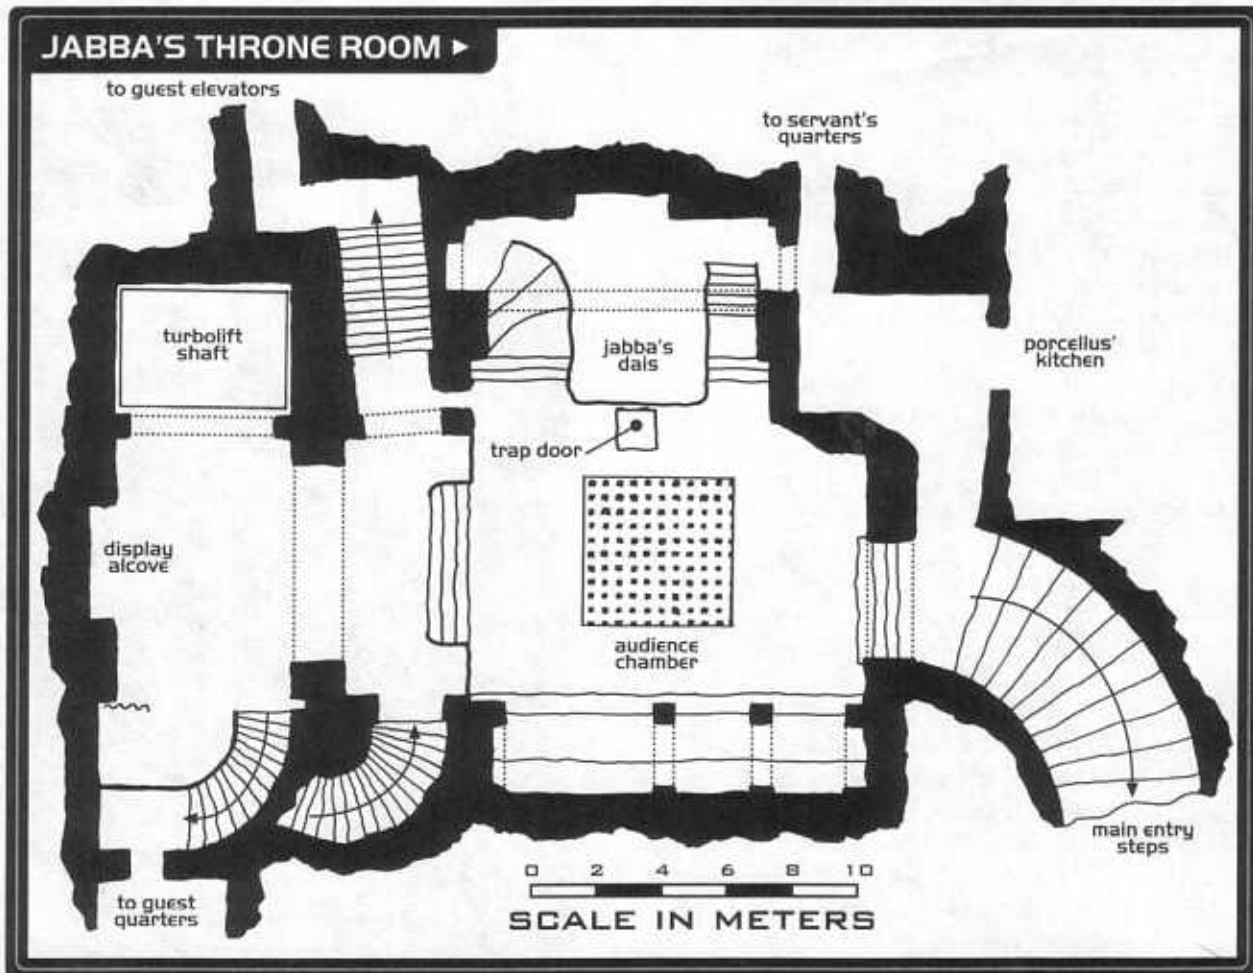 JABBA'S THRONE ROOM
to guest elevators
to servant's
quarters
turbolift
shaft
jabba's
dais
porcellus'
kitchen
trap door
display
alcove
audience
chamber
main entry
steps
to guest
quarters
0 2 4 6 8 10
SCALE IN METERS